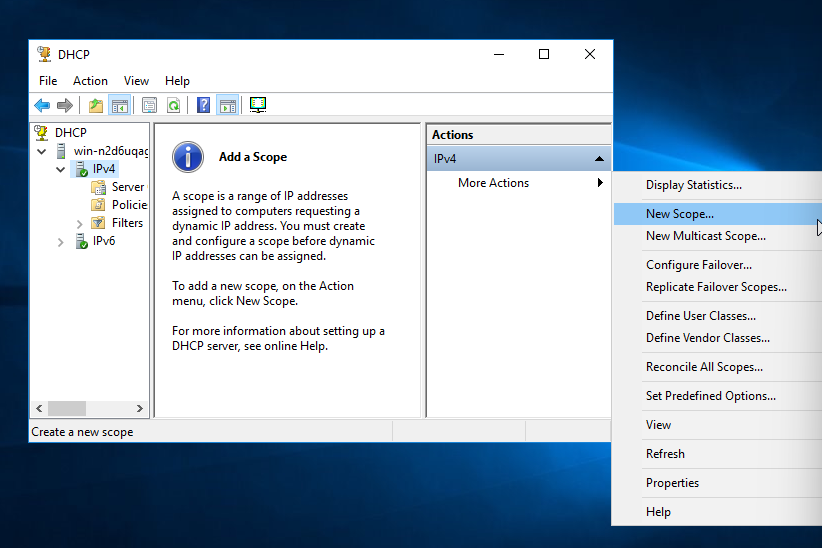 DHCP
File Action View Help
DHCP
win-n2d6uqag
IPv4
Server
Policie
Filters
IPv6
Add a Scope
A scope is a range of IP addresses
assigned to computers requesting a
dynamic IP address. You must create
and configure a scope before dynamic
IP addresses can be assigned.
To add a new scope, on the Action
menu, click New Scope.
For more information about setting up a
DHCP server, see online Help.
Actions
IPv4
More Actions
Display Statistics...
New Scope...
New Multicast Scope...
Configure Failover...
Replicate Failover Scopes...
Define User Classes...
Define Vendor Classes...
Reconcile All Scopes...
Set Predefined Options...
View
Refresh
Properties
Help
Create a new scope